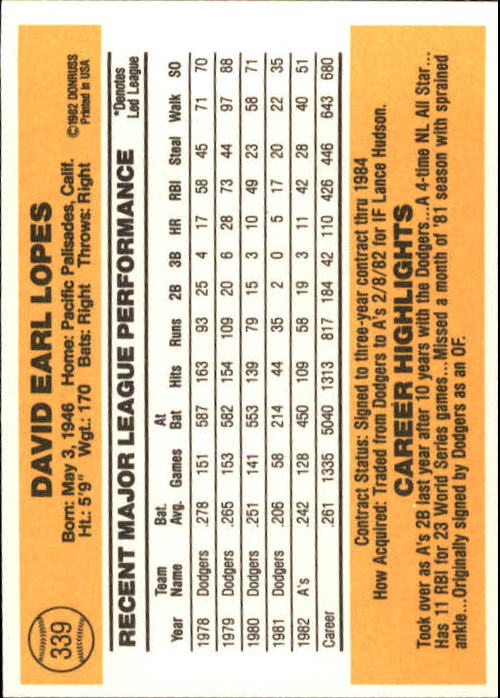 339
DAVID EARL LOPES
Born: May 3, 1946 Home: Pacific Palisades, Calif.
Ht.: 5'9" Wgt.: 170 Bats: Right Throws: Right
©1982 DONRUSS
Printed in USA
RECENT MAJOR LEAGUE PERFORMANCE
*Denotes
Led League
Year Team Name Bat. Avg. Games At Bat Hits Runs 2B 3B HR RBI Steal Walk SO
1978 Dodgers .278 151 587 163 93 25 4 17 58 45 71 70
1979 Dodgers .265 153 582 154 109 20 6 28 73 44 97 88
1980 Dodgers .251 141 553 139 79 15 3 10 49 23 58 71
1981 Dodgers .206 58 214 44 35 2 0 5 17 20 22 35
1982 A's .242 128 450 109 58 19 3 11 42 28 40 51
Career .261 1335 5040 1313 817 184 42 110 426 446 643 680
Contract Status: Signed to three-year contract thru 1984
How Acquired: Traded from Dodgers to A's 2/8/82 for IF Lance Hudson.
CAREER HIGHLIGHTS
Took over as A's 2B last year after 10 years with the Dodgers...A 4-time NL All Star...
Has 11 RBI for 23 World Series games...Missed a month of '81 season with sprained
ankle...Originally signed by Dodgers as an OF.